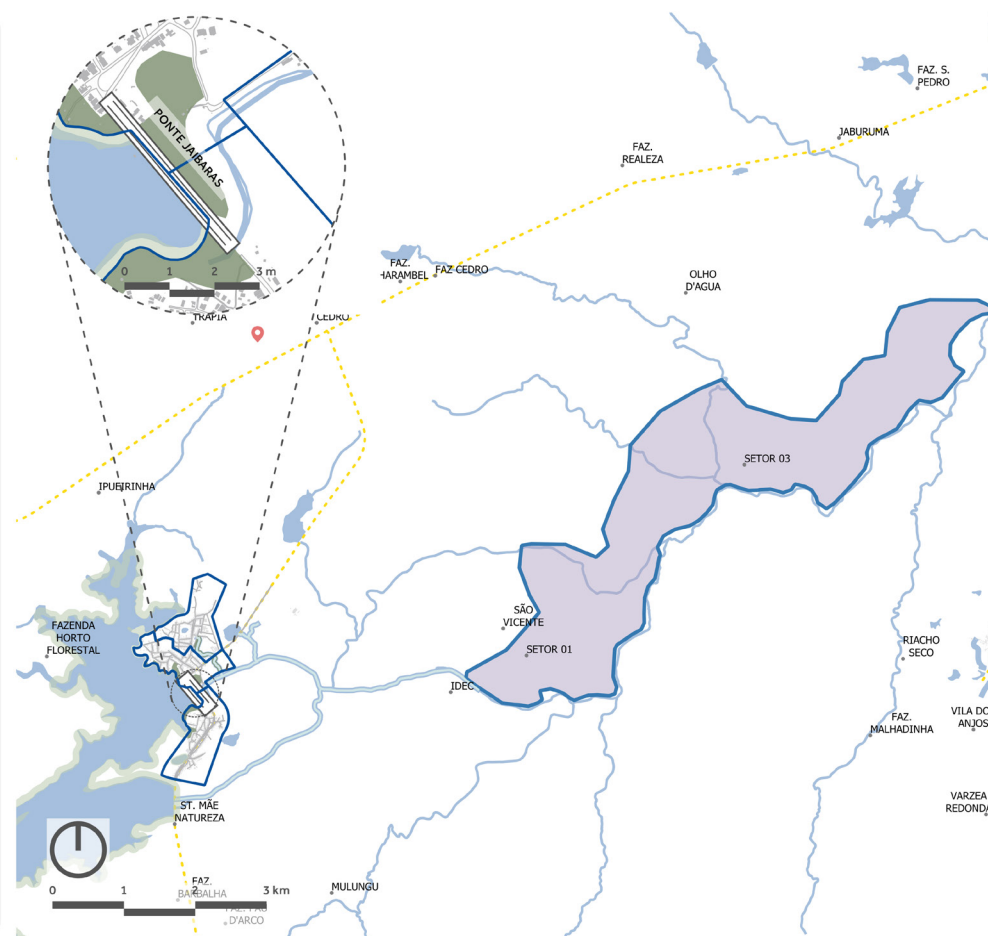 FAZ. S.
PEDRO
JABURUMA
FAZ.
REALEZA
PONTE JAIBARAS
0 1 2 3 m
FAZ.
HARAMBEL
FAZ CEDRO
OLHO
D'AGUA
TRAPIA
CEDRO
SETOR 03
IPUEIRINHA
SÃO
VICENTE
FAZENDA
HORTO
FLORESTAL
SETOR 01
RIACHO
SECO
IDEC
VILA DO
ANJOS
FAZ.
MALHADINHA
ST. MÃE
NATUREZA
VARZEA
REDONDA
FAZ.
BARBALHA
MULUNGU
0 1 2 3 km
D'ARCO